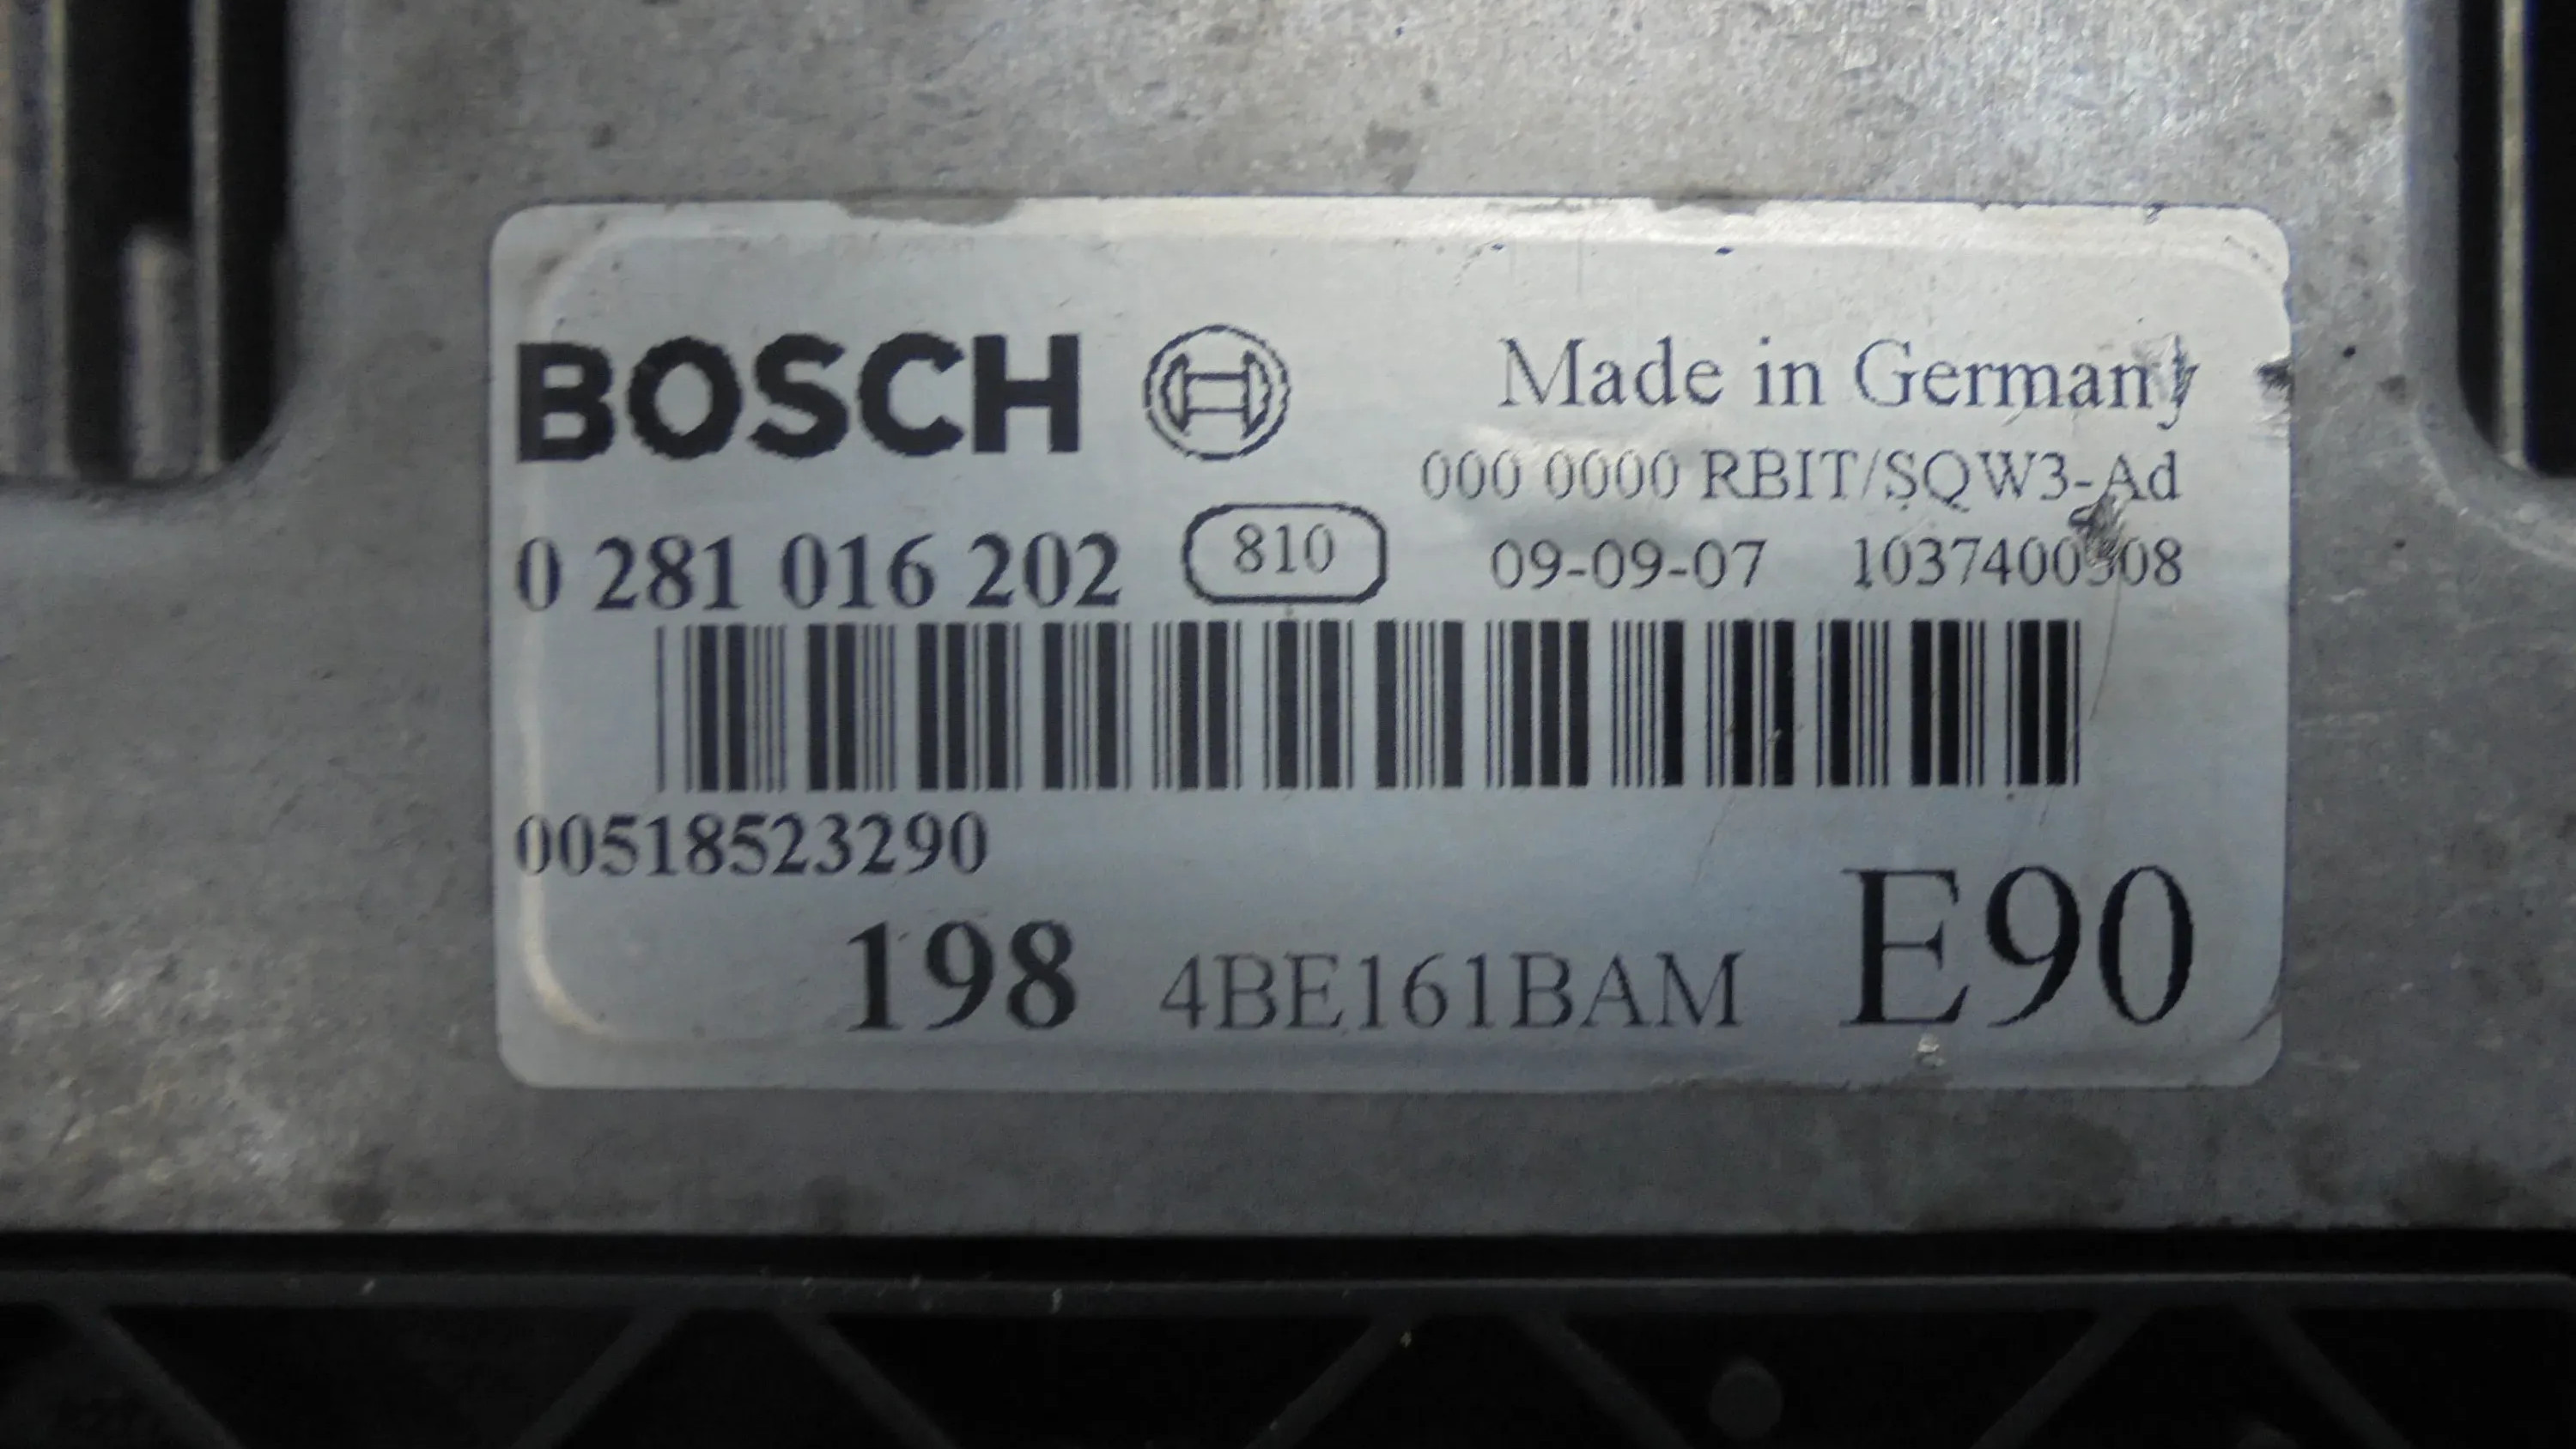 BOSCH Made in Germany
000 0000 RBIT/SQW3-Ad
0 281 016 202 810 09-09-07
00518523290
198 4BE161BAM E90